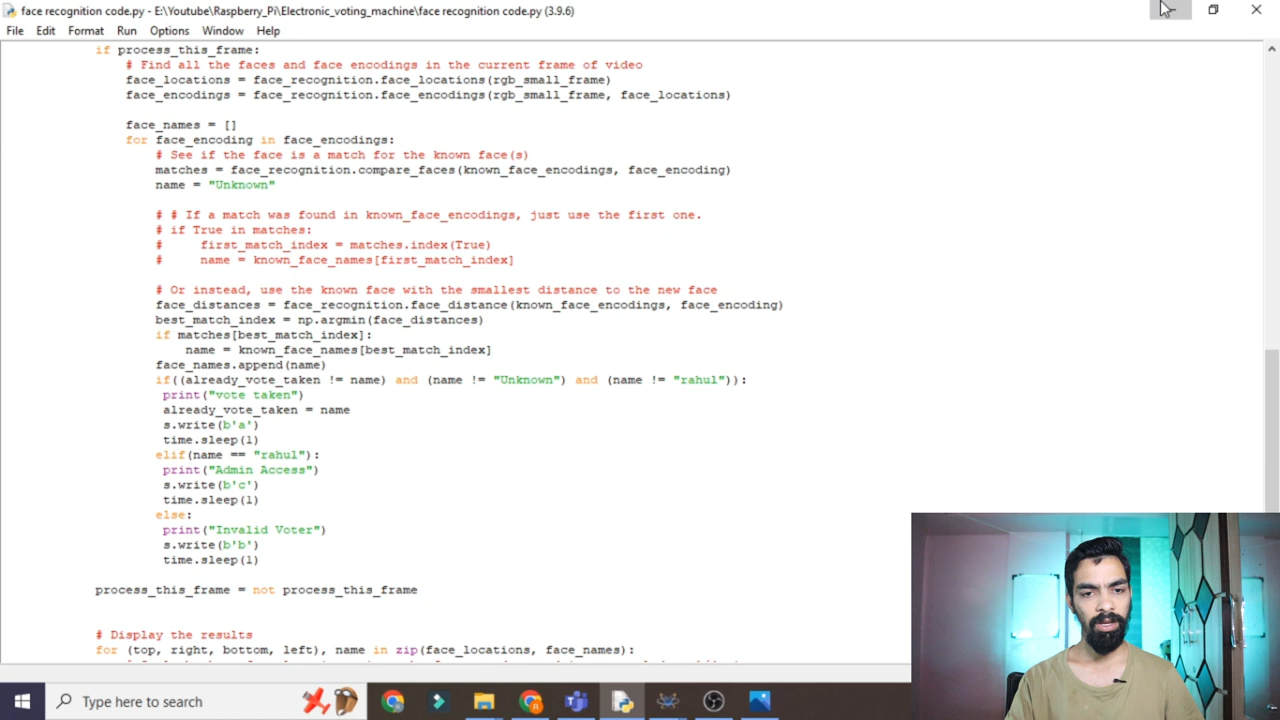 face recognition code.py - E:\Youtube\Raspberry_Pi\Electronic_voting_machine\face recognition code.py (3.9.6)
File Edit Format Run Options Window Help
if process_this_frame:
# Find all the faces and face encodings in the current frame of video
face_locations = face_recognition.face_locations(rgb_small_frame)
face_encodings = face_recognition.face_encodings(rgb_small_frame, face_locations)
face_names = []
for face_encoding in face_encodings:
# See if the face is a match for the known face(s)
matches = face_recognition.compare_faces(known_face_encodings, face_encoding)
name = "Unknown"
# # If a match was found in known_face_encodings, just use the first one.
# if True in matches:
#     first_match_index = matches.index(True)
#     name = known_face_names[first_match_index]
# Or instead, use the known face with the smallest distance to the new face
face_distances = face_recognition.face_distance(known_face_encodings, face_encoding)
best_match_index = np.argmin(face_distances)
if matches[best_match_index]:
name = known_face_names[best_match_index]
face_names.append(name)
if((already_vote_taken != name) and (name != "Unknown") and (name != "rahul")):
print("vote taken")
already_vote_taken = name
s.write(b'a')
time.sleep(1)
elif(name == "rahul"):
print("Admin Access")
s.write(b'c')
time.sleep(1)
else:
print("Invalid Voter")
s.write(b'b')
time.sleep(1)
process_this_frame = not process_this_frame
# Display the results
for (top, right, bottom, left), name in zip(face_locations, face_names):
Type here to search